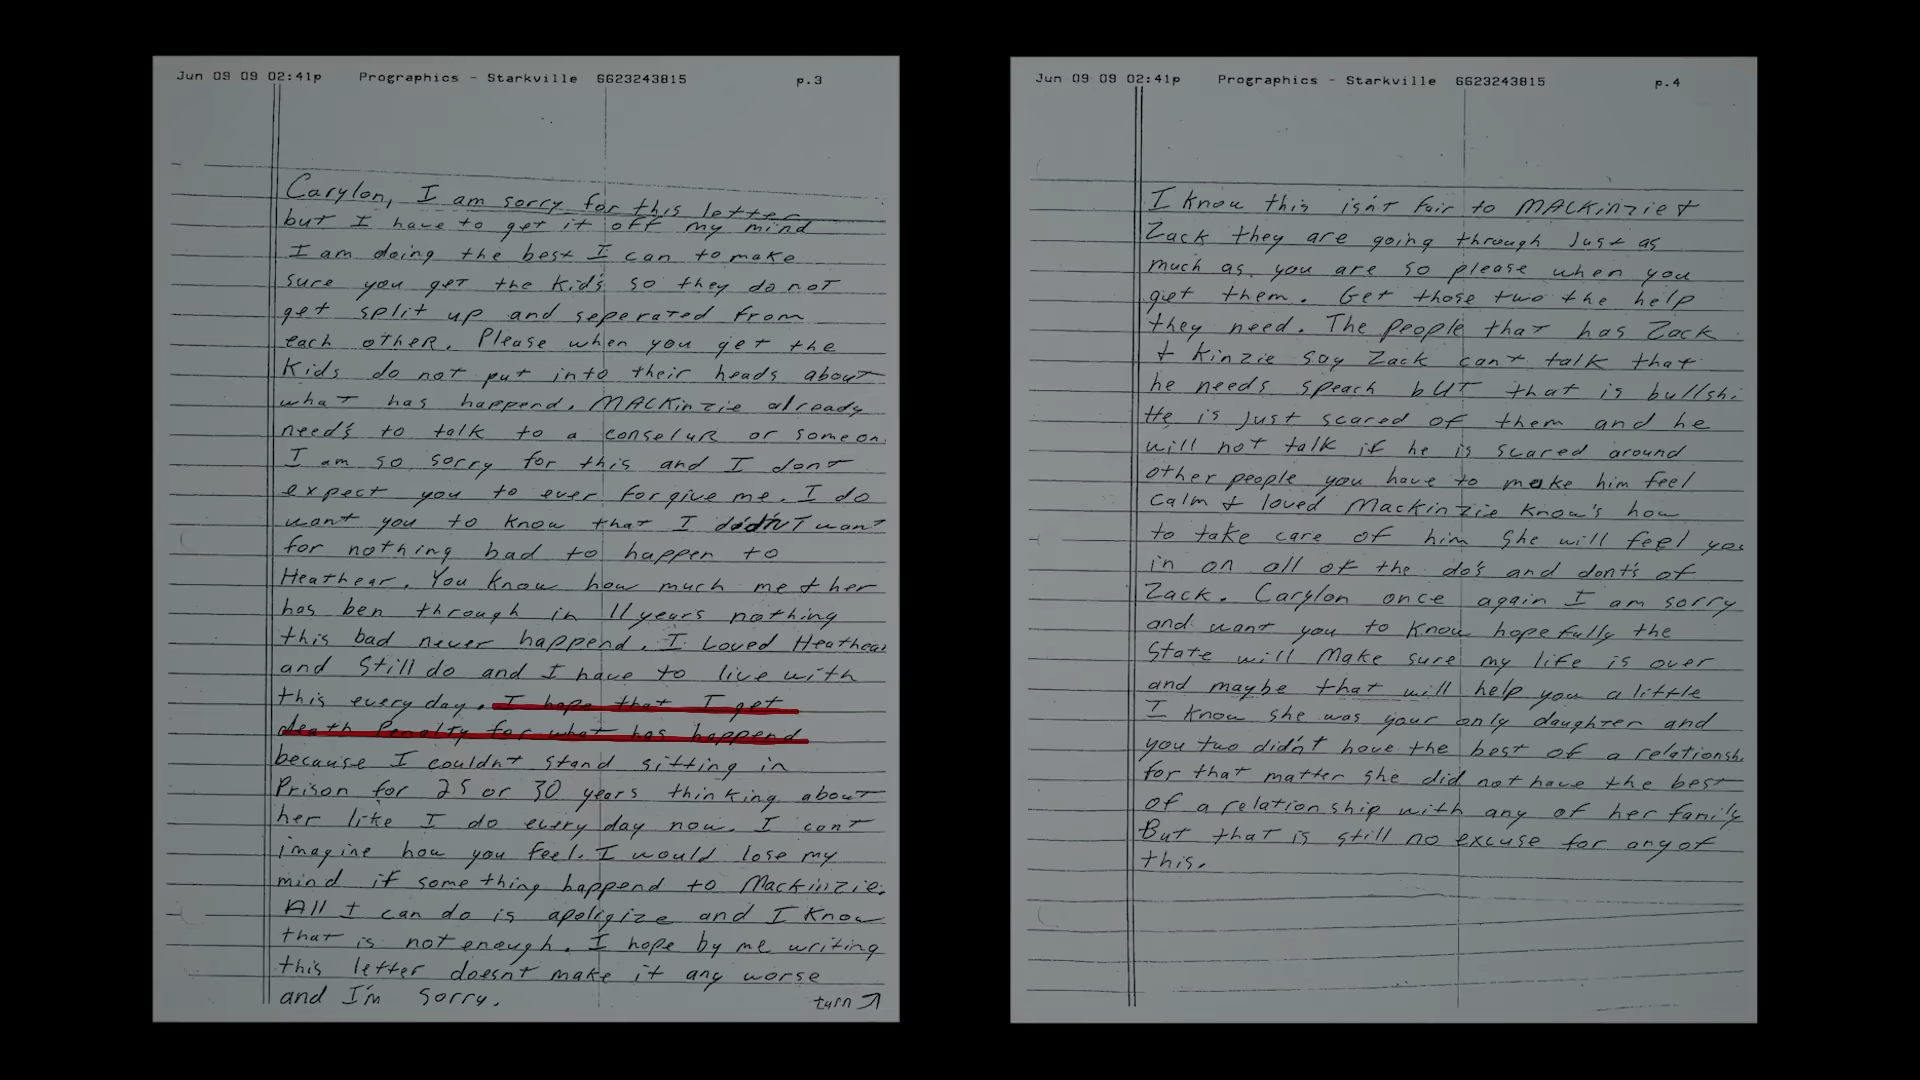 Jun 09 09 02:41p Prographics - Starkville 6623243815 p.3
Carylon, I am sorry for this letter
but I have to get it off my mind
I am doing the best I can to make
sure you get the kid's so they do not
get split up and seperated from
each other. Please when you get the
Kids do not put into their heads about
what has happend. MACKinzie already
need's to talk to a conseluR or someon
I am so sorry for this and I dont
expect you to ever forgive me. I do
want you to know that I didn't want
for nothing bad to happen to
Heathear. You know how much me & her
has ben through in 11 years nothing
this bad never happend. I Loved Heathear
and still do and I have to live with
this everyday. I hope that I get
death Penalty for what has happend
because I couldn't stand sitting in
Prison for 25 or 30 years thinking about
her like I do every day now. I can't
imagine how you feel. I would lose my
mind if some thing happend to Mackinzie.
All I can do is apoligize and I know
that is not enough. I hope by me writing
this letter doesn't make it any worse
and I'm sorry. turn ↗
Jun 09 09 02:41p Prographics - Starkville 6623243815 p.4
I know this isn't fair to MACKinzie &
Zack they are going through Just as
much as you are so please when you
get them. Get those two the help
they need. The people that has Zack
& Kinzie say Zack can't talk that
he needs speach bUT that is bullshi
He is Just scared of them and he
will not talk if he is scared around
other people you have to make him feel
calm & loved Mackinzie know's how
to take care of him she will feel you
in on all of the do's and dont's of
Zack. Carylon once again I am sorry
and want you to know hopefully the
State will Make sure my life is over
and maybe that will help you a little
I know she was your only daughter and
you two didn't have the best of a relationsh
for that matter she did not have the best
of a relationship with any of her family
But that is still no excuse for any of
this.